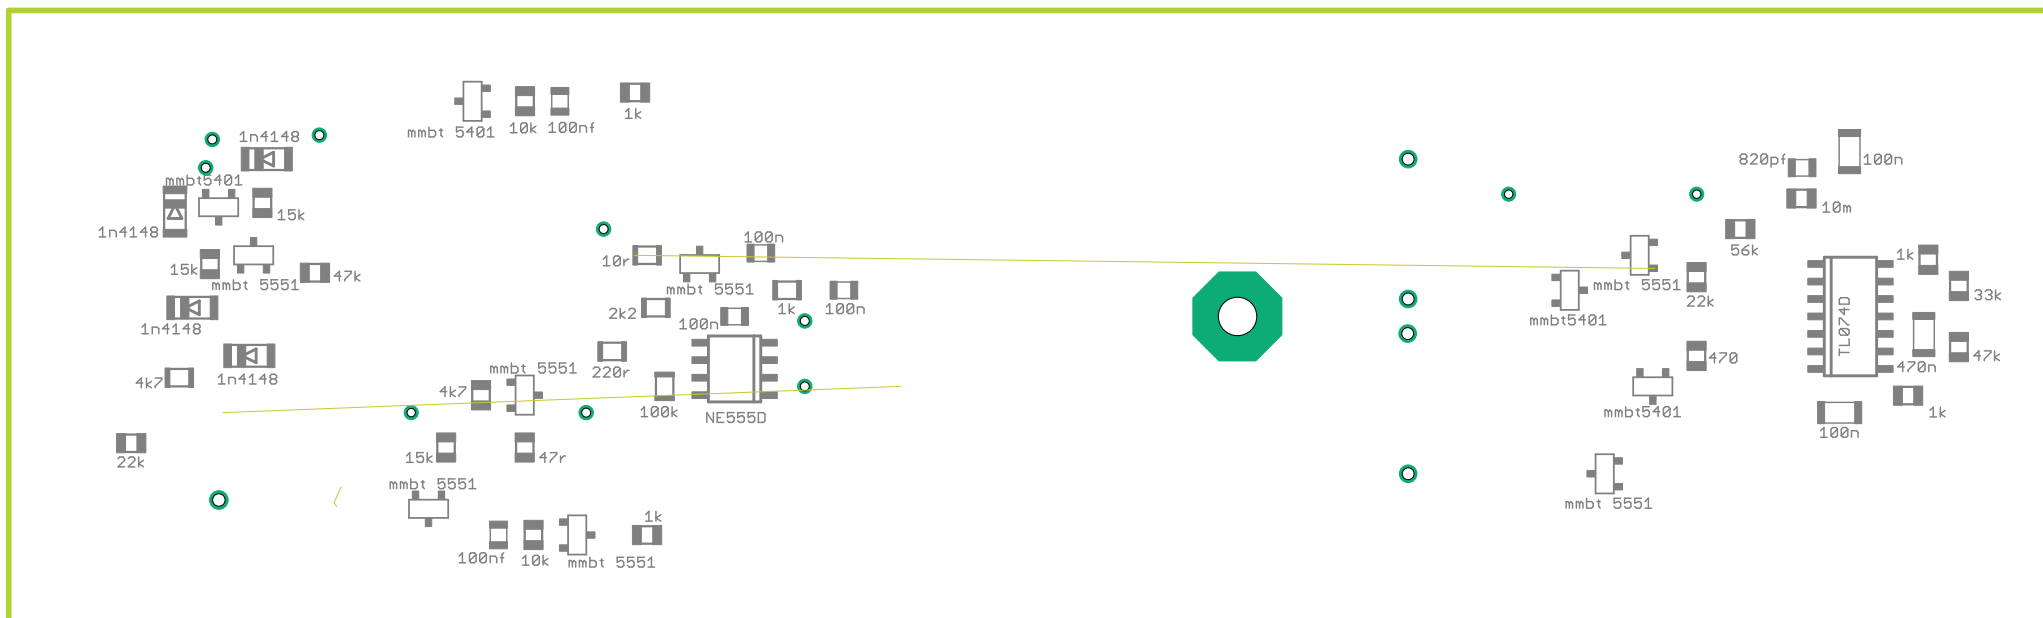 mmbt 5401
10k
100nf
1k
1n4148
mmbt5401
15k
1n4148
15k
mmbt 5551
47k
1n4148
1n4148
4k7
22k
10r
100n
mmbt 5551
1k
100n
2k2
100n
220r
mmbt 5551
4k7
100k
NE555D
15k
47r
mmbt 5551
100nf
10k
mmbt 5551
1k
820pf
100n
10m
56k
mmbt 5551
22k
mmbt5401
470
mmbt5401
mmbt 5551
1k
33k
TL074D
47k
470n
1k
100n